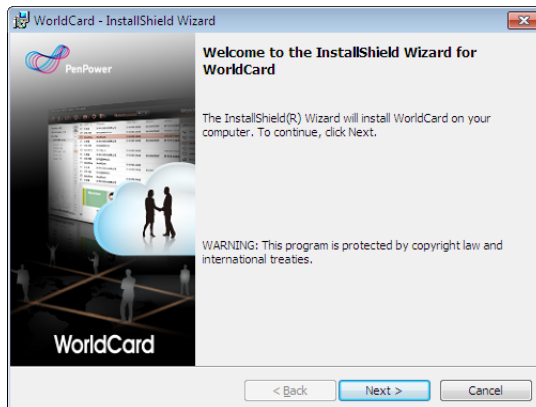 WorldCard - InstallShield Wizard
PenPower
Welcome to the InstallShield Wizard for
WorldCard
The InstallShield(R) Wizard will install WorldCard on your
computer. To continue, click Next.
WARNING: This program is protected by copyright law and
international treaties.
WorldCard
< Back
Next >
Cancel